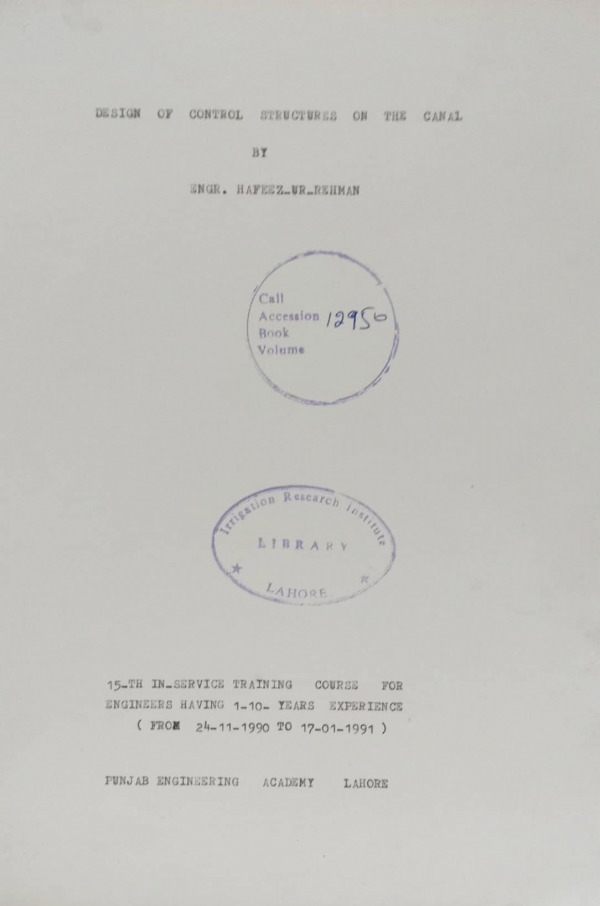 DESIGN OF CONTROL STRUCTURES ON THE CANAL
BY
ENGR. HAFEEZ-UR-REHMAN
Call
Accession 12956
Book
Volume
Irrigation Research Institute
LIBRARY
LAHORE
15-TH IN-SERVICE TRAINING COURSE FOR
ENGINEERS HAVING 1-10- YEARS EXPERIENCE
( FROM 24-11-1990 TO 17-01-1991 )
PUNJAB ENGINEERING ACADEMY LAHORE